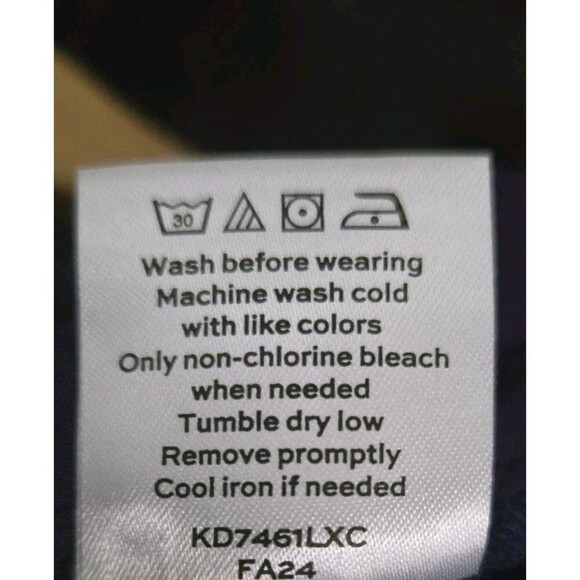 30
Wash before wearing
Machine wash cold
with like colors
Only non-chlorine bleach
when needed
Tumble dry low
Remove promptly
Cool iron if needed
KD7461LXC
FA24